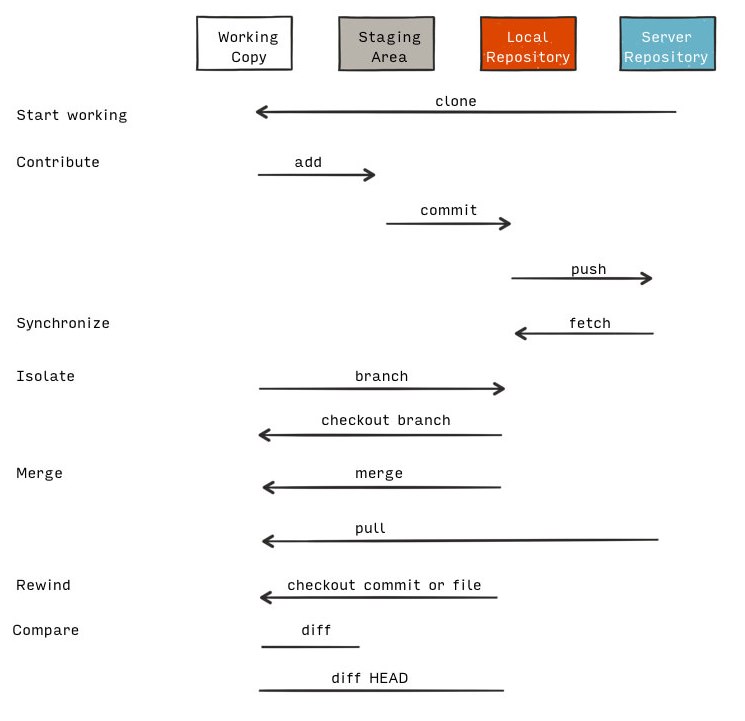 Working
Copy
Staging
Area
Local
Repository
Server
Repository
clone
Start working
Contribute
add
commit
push
Synchronize
fetch
Isolate
branch
checkout branch
Merge
merge
pull
Rewind
checkout commit or file
Compare
diff
diff HEAD